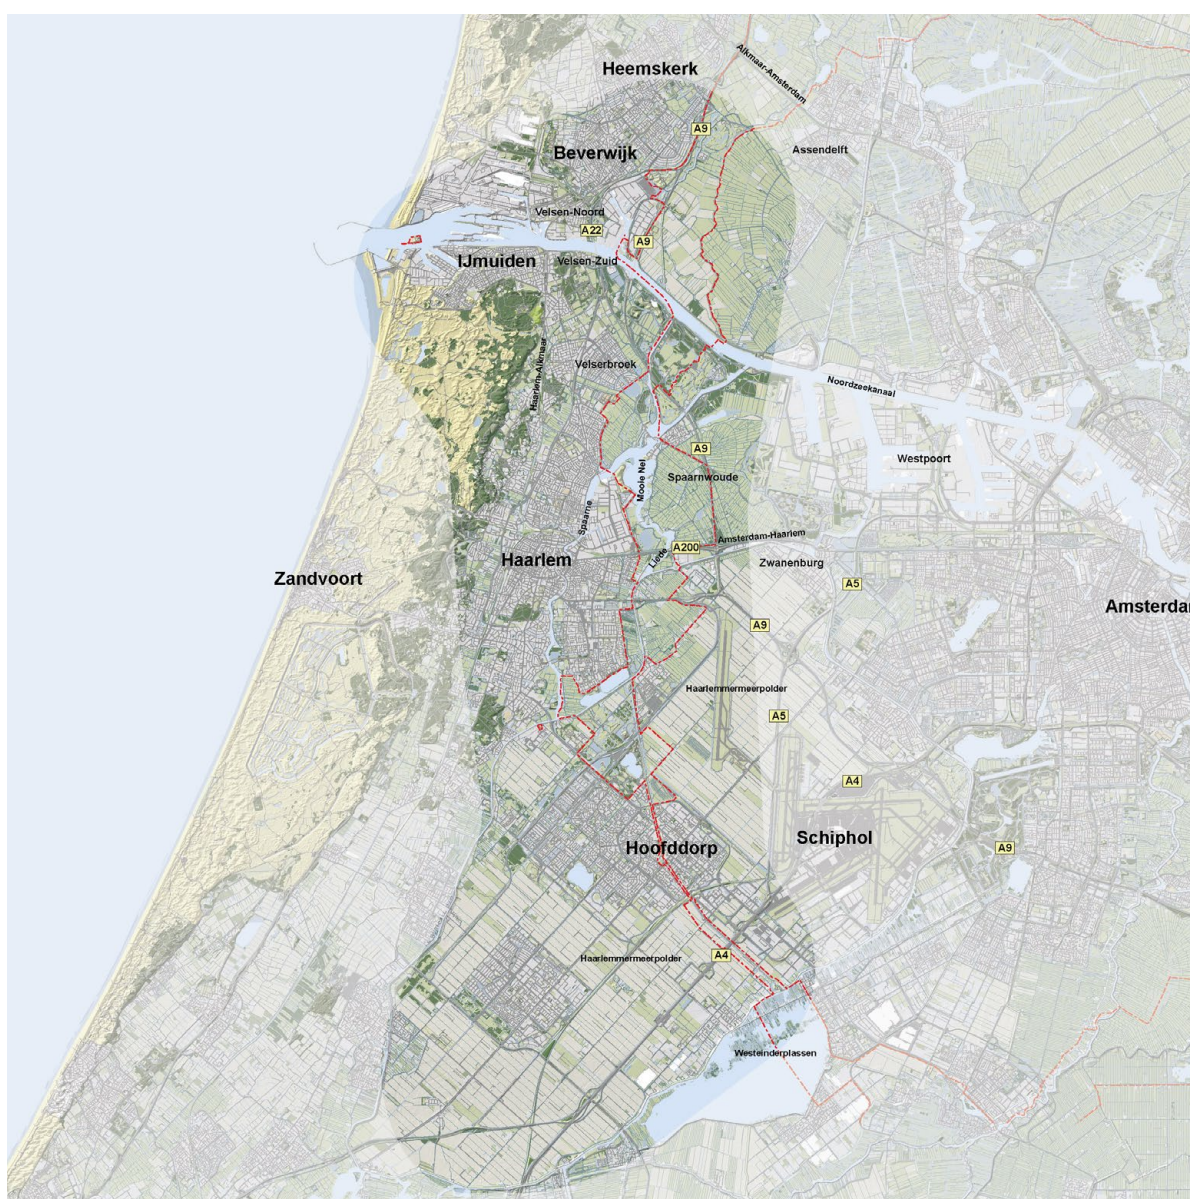 Heemskerk
Alkmaar-Amsterdam
A9
Beverwijk
Assendelft
Velsen-Noord
A22
A9
IJmuiden
Velsen-Zuid
Haarlem-Alkmaar
Velserbroek
Noordzeekanaal
A9
Westpoort
Mooie Nel
Spaarnwoude
Spaarne
Amsterdam-Haarlem
A200
Liede
Haarlem
Zwanenburg
Zandvoort
A5
Amsterda
A9
Haarlemmermeerpolder
A5
A4
Schiphol
Hoofddorp
A9
Haarlemmermeerpolder
A4
Westeinderplassen